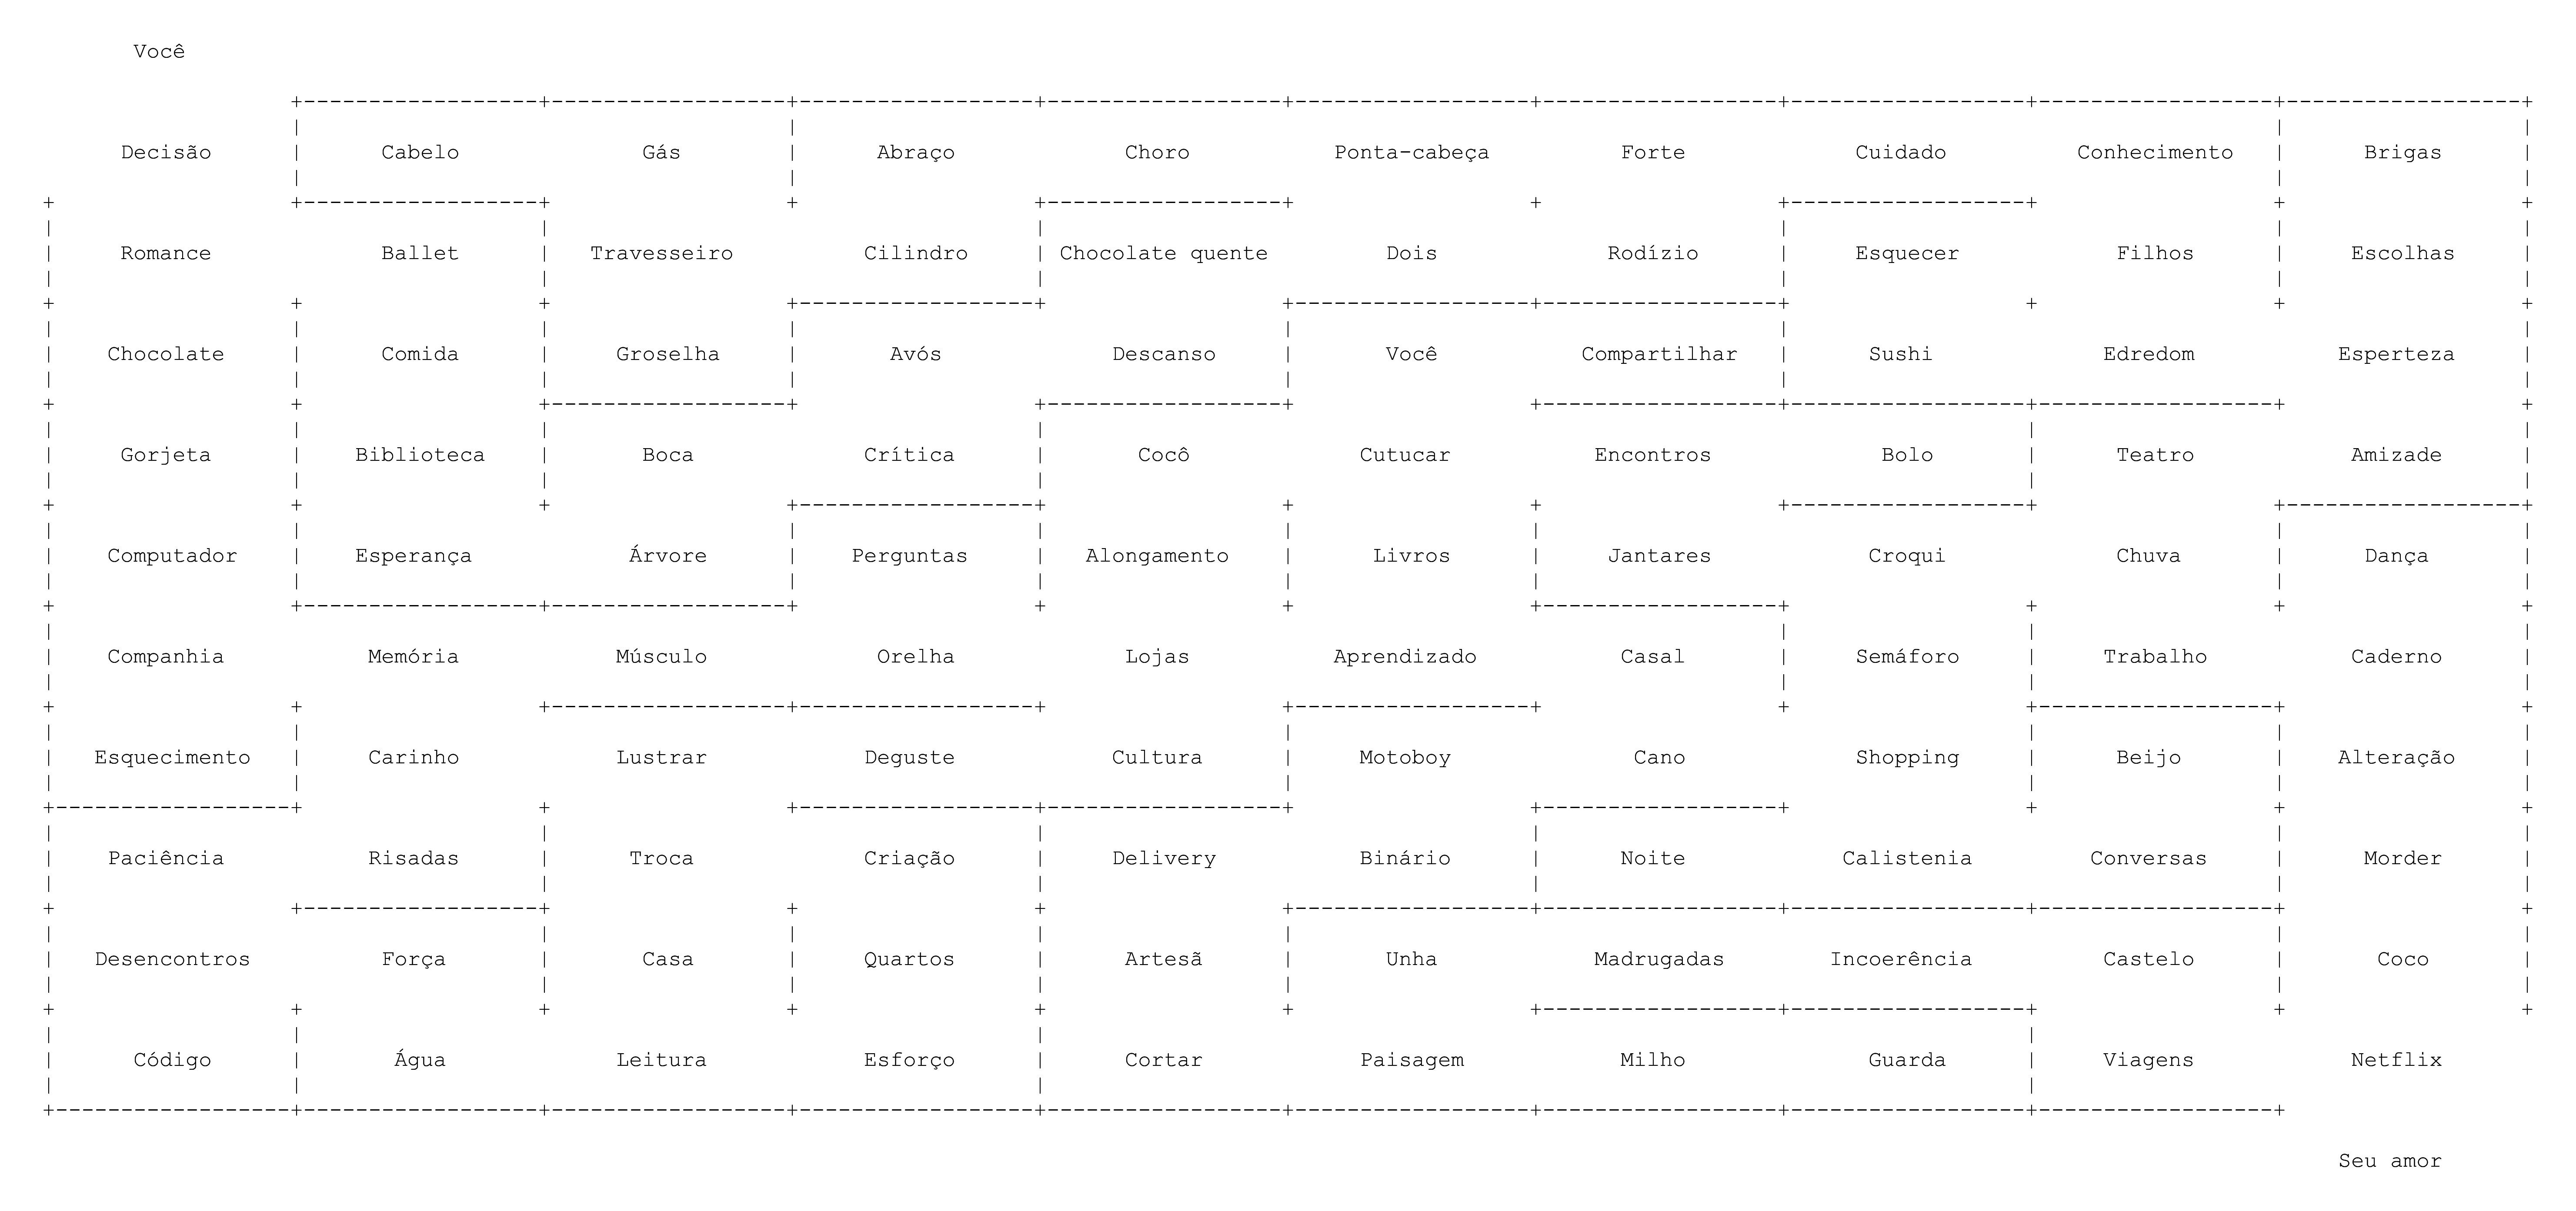 Você
Decisão Cabelo Gás Abraço Choro Ponta-cabeça Forte Cuidado Conhecimento Brigas
Romance Ballet Travesseiro Cilindro Chocolate quente Dois Rodízio Esquecer Filhos Escolhas
Chocolate Comida Groselha Avós Descanso Você Compartilhar Sushi Edredom Esperteza
Gorjeta Biblioteca Boca Crítica Cocô Cutucar Encontros Bolo Teatro Amizade
Computador Esperança Árvore Perguntas Alongamento Livros Jantares Croqui Chuva Dança
Companhia Memória Músculo Orelha Lojas Aprendizado Casal Semáforo Trabalho Caderno
Esquecimento Carinho Lustrar Deguste Cultura Motoboy Cano Shopping Beijo Alteração
Paciência Risadas Troca Criação Delivery Binário Noite Calistenia Conversas Morder
Desencontros Força Casa Quartos Artesã Unha Madrugadas Incoerência Castelo Coco
Código Água Leitura Esforço Cortar Paisagem Milho Guarda Viagens Netflix
Seu amor